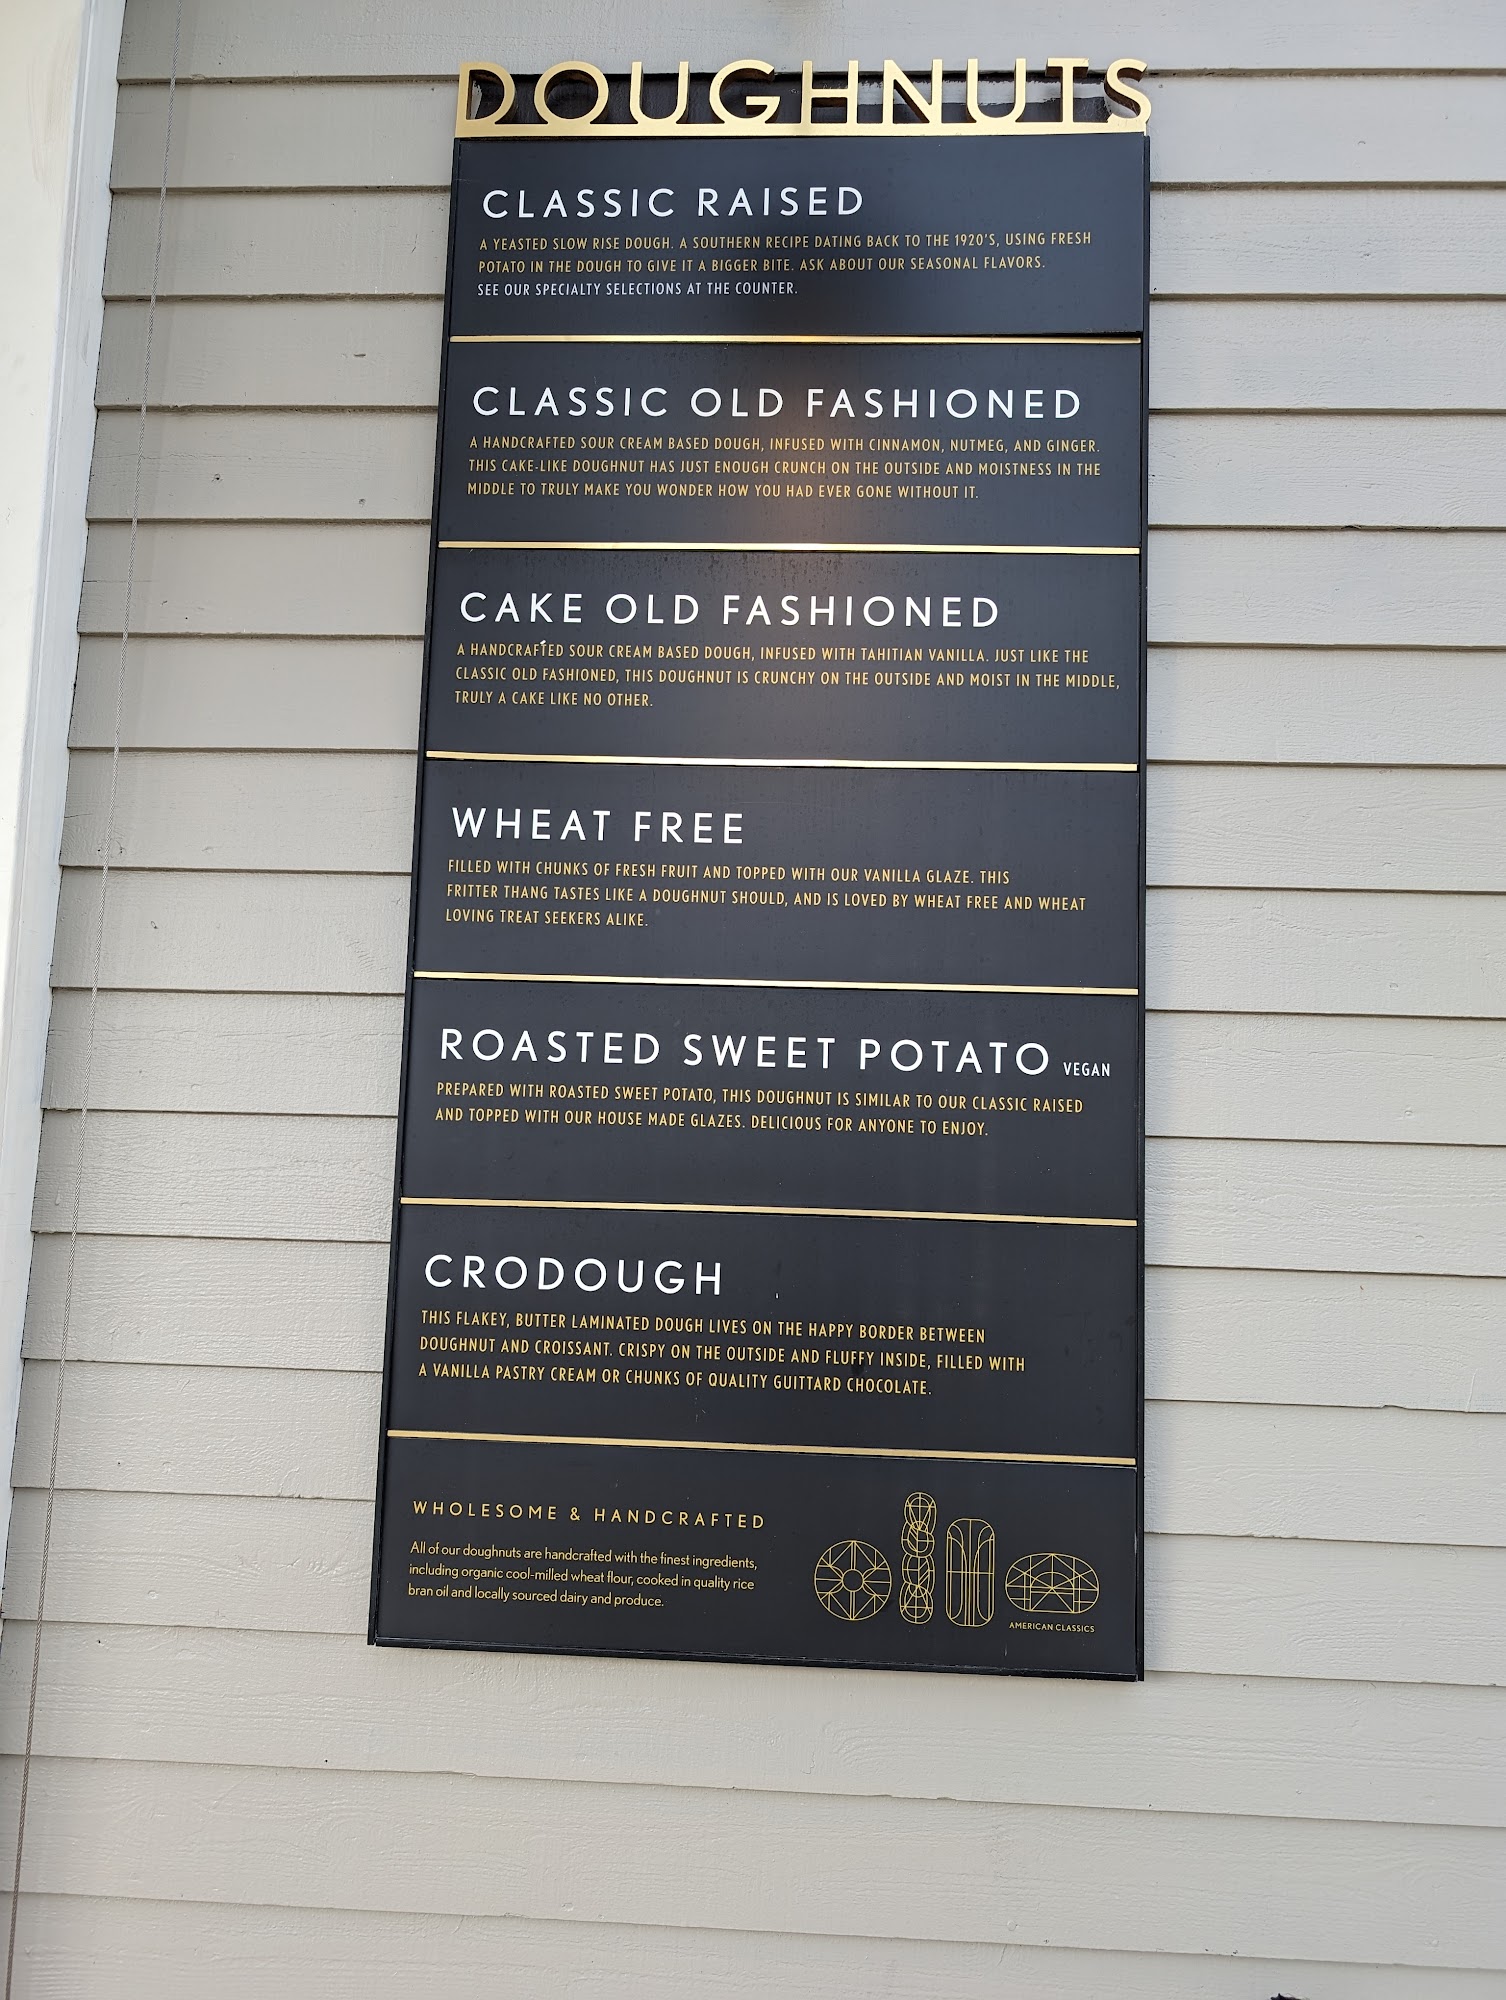 DOUGHNUTS
CLASSIC RAISED
A YEASTED SLOW RISE DOUGH. A SOUTHERN RECIPE DATING BACK TO THE 1920'S, USING FRESH
POTATO IN THE DOUGH TO GIVE IT A BIGGER BITE. ASK ABOUT OUR SEASONAL FLAVORS.
SEE OUR SPECIALTY SELECTIONS AT THE COUNTER.
CLASSIC OLD FASHIONED
A HANDCRAFTED SOUR CREAM BASED DOUGH, INFUSED WITH CINNAMON, NUTMEG, AND GINGER.
THIS CAKE-LIKE DOUGHNUT HAS JUST ENOUGH CRUNCH ON THE OUTSIDE AND MOISTNESS IN THE
MIDDLE TO TRULY MAKE YOU WONDER HOW YOU HAD EVER GONE WITHOUT IT.
CAKE OLD FASHIONED
A HANDCRAFTED SOUR CREAM BASED DOUGH, INFUSED WITH TAHITIAN VANILLA. JUST LIKE THE
CLASSIC OLD FASHIONED, THIS DOUGHNUT IS CRUNCHY ON THE OUTSIDE AND MOIST IN THE MIDDLE,
TRULY A CAKE LIKE NO OTHER.
WHEAT FREE
FILLED WITH CHUNKS OF FRESH FRUIT AND TOPPED WITH OUR VANILLA GLAZE. THIS
FRITTER THANG TASTES LIKE A DOUGHNUT SHOULD, AND IS LOVED BY WHEAT FREE AND WHEAT
LOVING TREAT SEEKERS ALIKE.
ROASTED SWEET POTATO VEGAN
PREPARED WITH ROASTED SWEET POTATO, THIS DOUGHNUT IS SIMILAR TO OUR CLASSIC RAISED
AND TOPPED WITH OUR HOUSE MADE GLAZES. DELICIOUS FOR ANYONE TO ENJOY.
CRODOUGH
THIS FLAKEY, BUTTER LAMINATED DOUGH LIVES ON THE HAPPY BORDER BETWEEN
DOUGHNUT AND CROISSANT. CRISPY ON THE OUTSIDE AND FLUFFY INSIDE, FILLED WITH
A VANILLA PASTRY CREAM OR CHUNKS OF QUALITY GUITTARD CHOCOLATE.
WHOLESOME & HANDCRAFTED
All of our doughnuts are handcrafted with the finest ingredients,
including organic cool-milled wheat flour, cooked in quality rice
bran oil and locally sourced dairy and produce.
AMERICAN CLASSICS